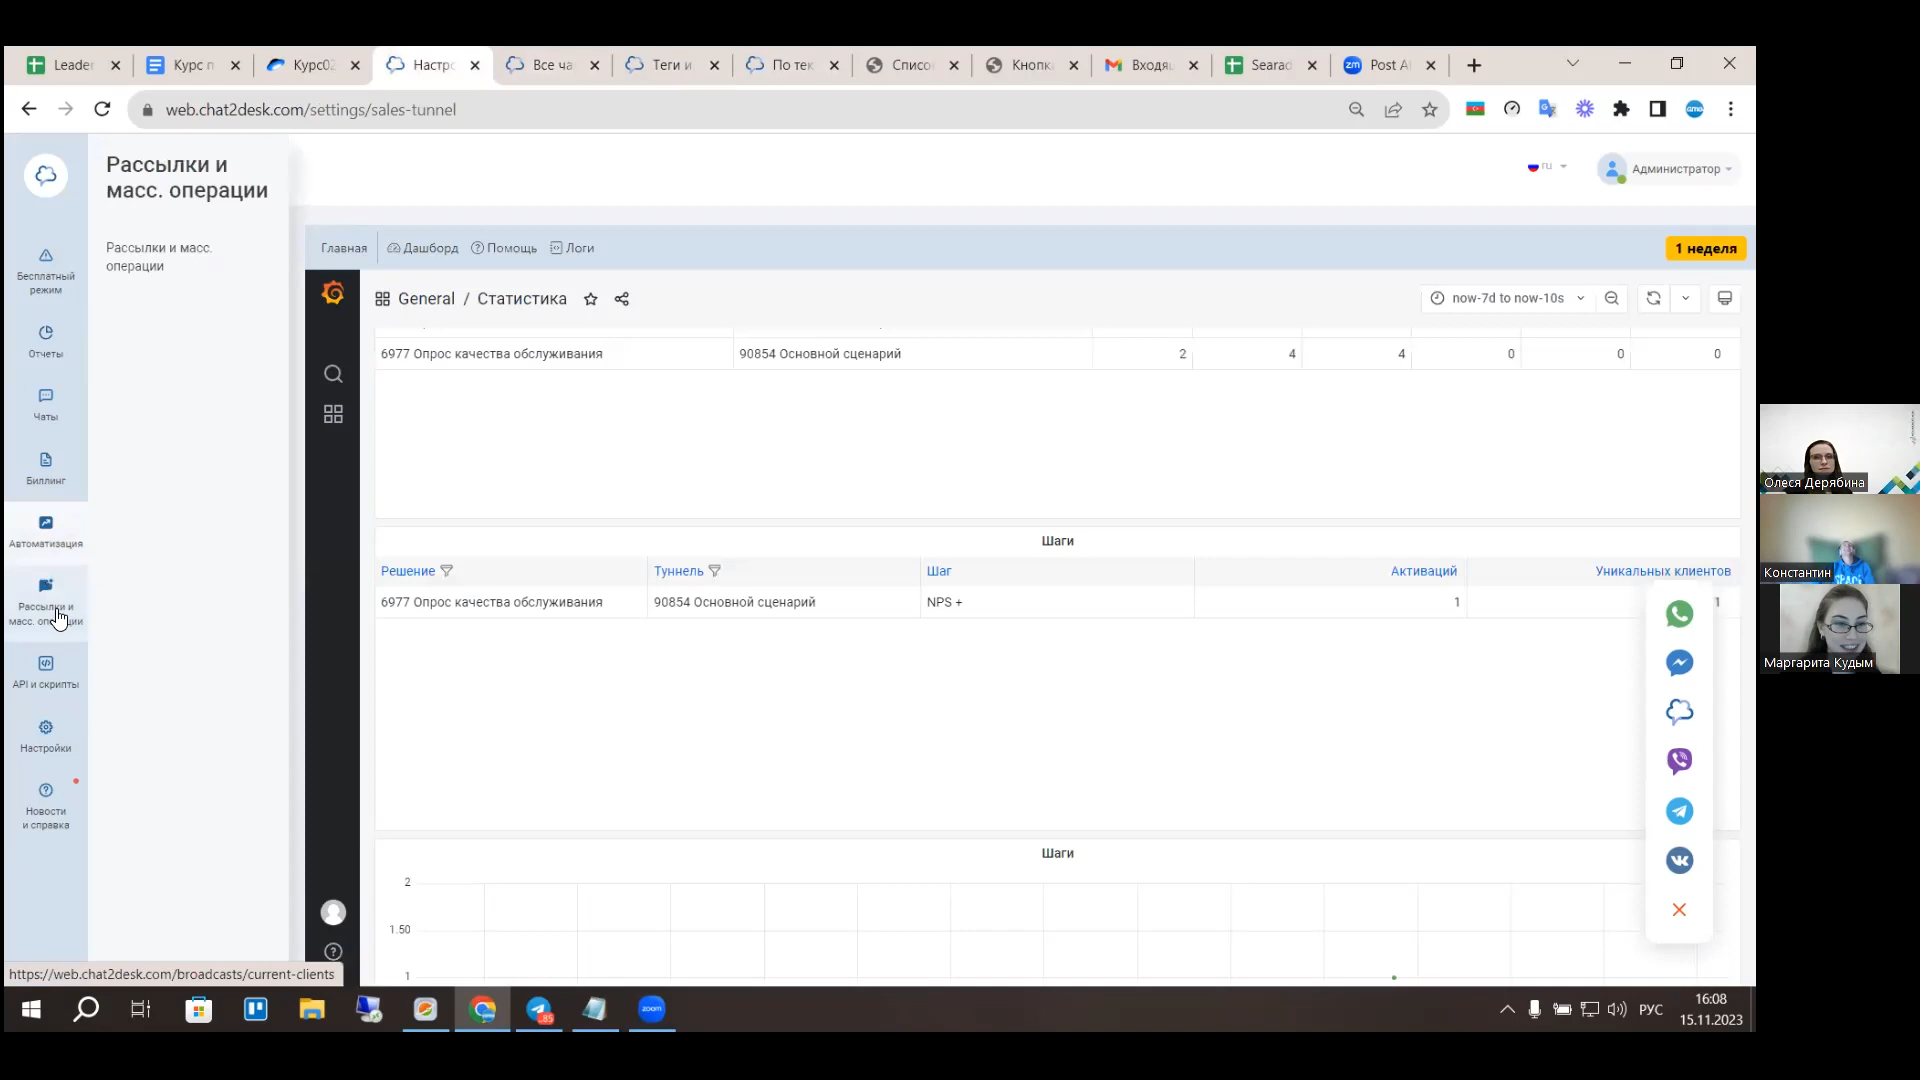 Leade
Курс п
Курс02
Настро
Все ча
Теги и
По тек
Списо
Кнопк
Входя
Searad
Post A
web.chat2desk.com/settings/sales-tunnel
Рассылки и
масс. операции
Рассылки и масс.
операции
ru
Администратор
Бесплатный
режим
Отчеты
Чаты
Биллинг
Автоматизация
Рассылки и
API и скрипты
Настройки
Новости
и справка
Главная
Дашборд
Помощь
Логи
1 неделя
General / Статистика
now-7d to now-10s
6977 Опрос качества обслуживания 90854 Основной сценарий 2 4 4 0 0 0
Шаги
Решение Туннель Шаг Активаций Уникальных клиентов
6977 Опрос качества обслуживания 90854 Основной сценарий NPS + 1 1
Шаги
2
1.50
1
https://web.chat2desk.com/broadcasts/current-clients
Олеся Дерябина
Константин
Маргарита Кудым
85
zoom
РУС
16:08
15.11.2023